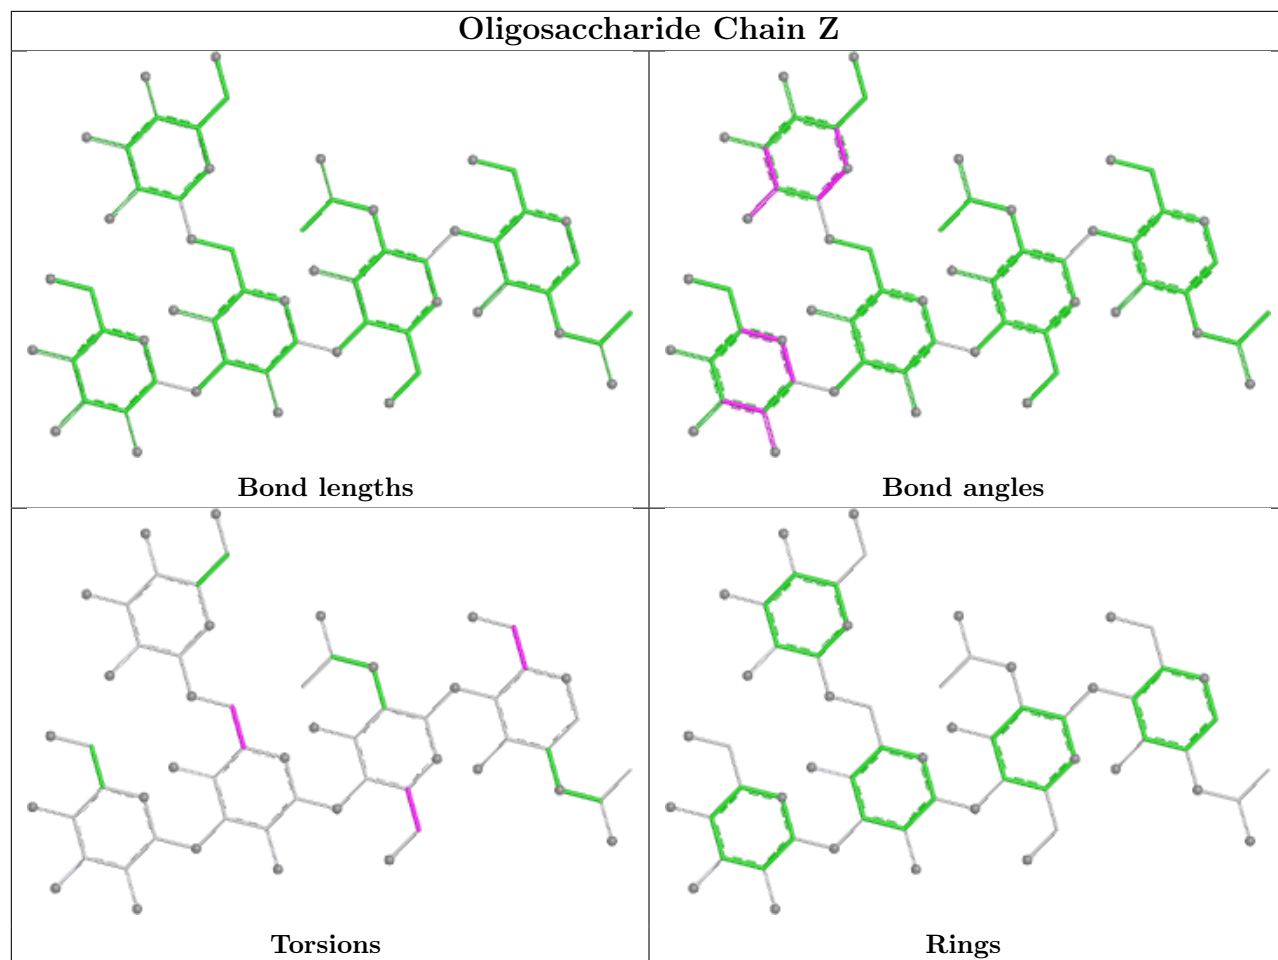 Oligosaccharide Chain Z
Bond lengths
Bond angles
Torsions
Rings